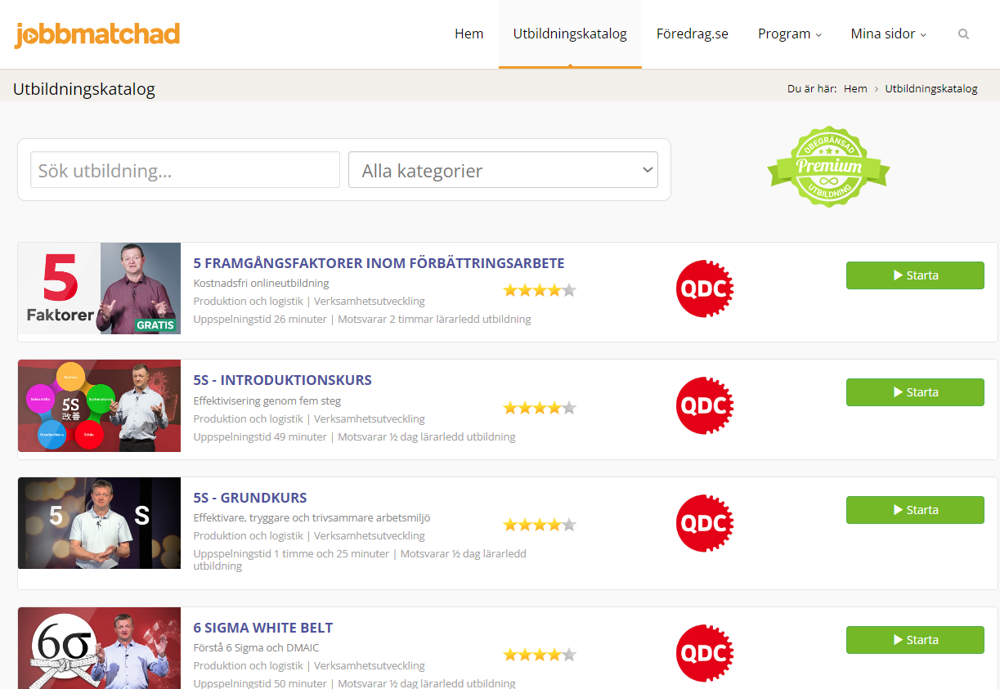 jobbmatchad
Hem
Utbildningskatalog
Föredrag.se
Program
Mina sidor
Utbildningskatalog
Du är här: Hem > Utbildningskatalog
Sök utbildning...
Alla kategorier
OBEGRÄNSAD
Premium
UTBILDNING
5
Faktorer
GRATIS
5 FRAMGÅNGSFAKTORER INOM FÖRBÄTTRINGSARBETE
Kostnadsfri onlineutbildning
Produktion och logistik | Verksamhetsutveckling
Uppspelningstid 26 minuter | Motsvarar 2 timmar lärarledd utbildning
QDC
Starta
Sortera
Systematisera
Städa
Standardisera
Säkerställa
5S
改善
5S - INTRODUKTIONSKURS
Effektivisering genom fem steg
Produktion och logistik | Verksamhetsutveckling
Uppspelningstid 49 minuter | Motsvarar ½ dag lärarledd utbildning
QDC
Starta
5 S
5S - GRUNDKURS
Effektivare, tryggare och trivsammare arbetsmiljö
Produktion och logistik | Verksamhetsutveckling
Uppspelningstid 1 timme och 25 minuter | Motsvarar ½ dag lärarledd
utbildning
QDC
Starta
6σ
6 SIGMA WHITE BELT
Förstå 6 Sigma och DMAIC
Produktion och logistik | Verksamhetsutveckling
Uppspelningstid 50 minuter | Motsvarar ½ dag lärarledd utbildning
QDC
Starta